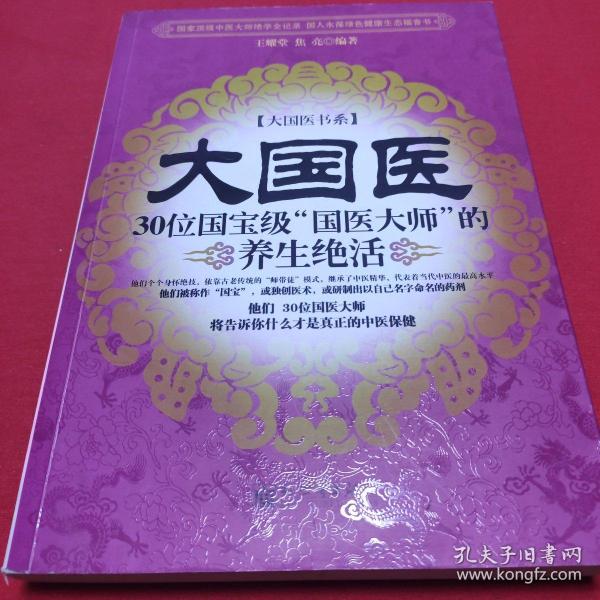 国家顶级中医大师绝学全记录 国人永葆绿色健康生态福音书
王耀堂 焦亮◎编著
【大国医书系】
大国医
30位国宝级“国医大师”的
养生绝活
他们个个身怀绝技，依靠古老传统的“师带徒”模式，继承了中医精华，代表着当代中医的最高水平
他们被称作“国宝”，或独创医术，或研制出以自己名字命名的药剂
他们 30位国医大师
将告诉你什么才是真正的中医保健
孔夫子旧书网
www.kongfz.com